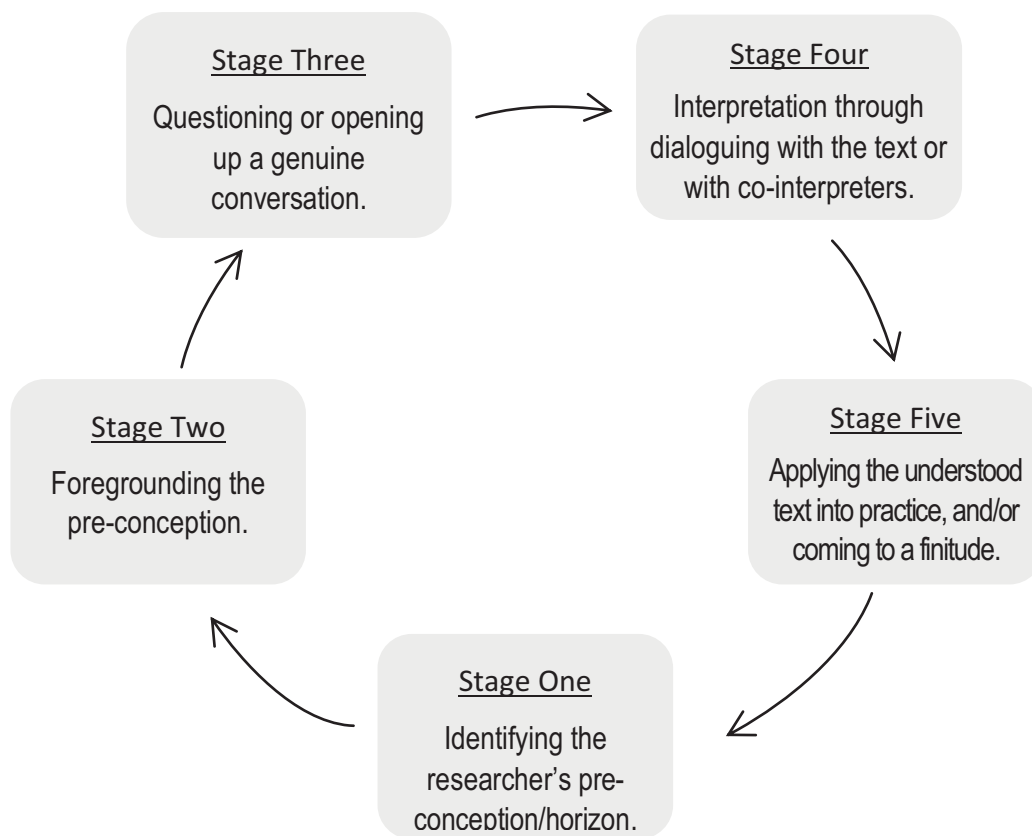 Stage Three
Questioning or opening
up a genuine
conversation.
Stage Four
Interpretation through
dialoguing with the text or
with co-interpreters.
Stage Two
Foregrounding the
pre-conception.
Stage Five
Applying the understood
text into practice, and/or
coming to a finitude.
Stage One
Identifying the
researcher’s pre-
conception/horizon.